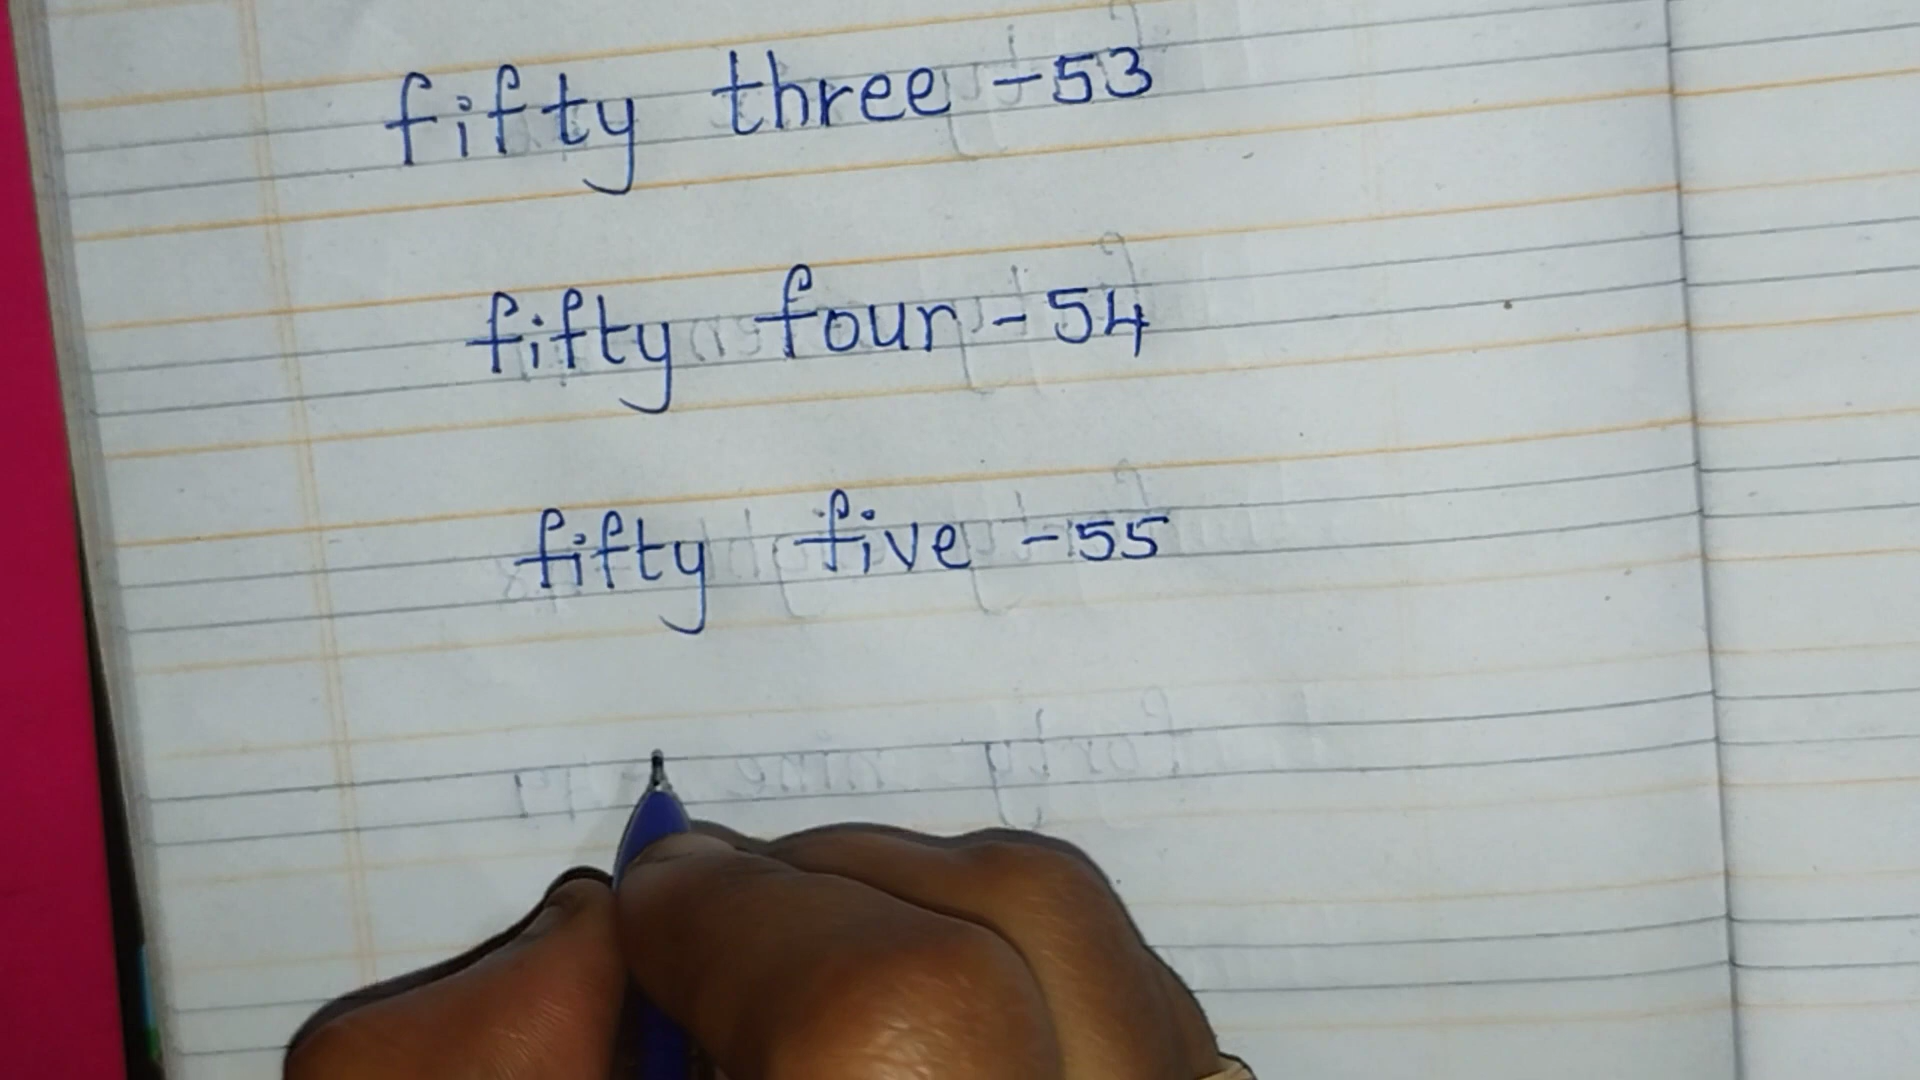 fifty three - 53
fifty four - 54
fifty five - 55